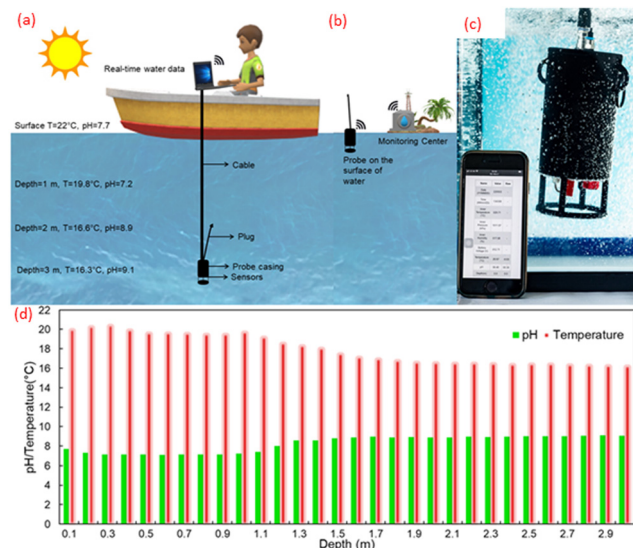 (a)
Real-time water data
Surface T=22°C, pH=7.7
Cable
Depth=1 m, T=19.8°C, pH=7.2
Depth=2 m, T=16.6°C, pH=8.9
Plug
Depth=3 m, T=16.3°C, pH=9.1
Probe casing
Sensors
(b)
Monitoring Center
Probe on the
surface of
water
(c)
(d)
pH
Temperature
pH/Temperature(°C)
22
20
18
16
14
12
10
8
6
4
2
0
0.1 0.3 0.5 0.7 0.9 1.1 1.3 1.5 1.7 1.9 2.1 2.3 2.5 2.7 2.9
Depth (m)